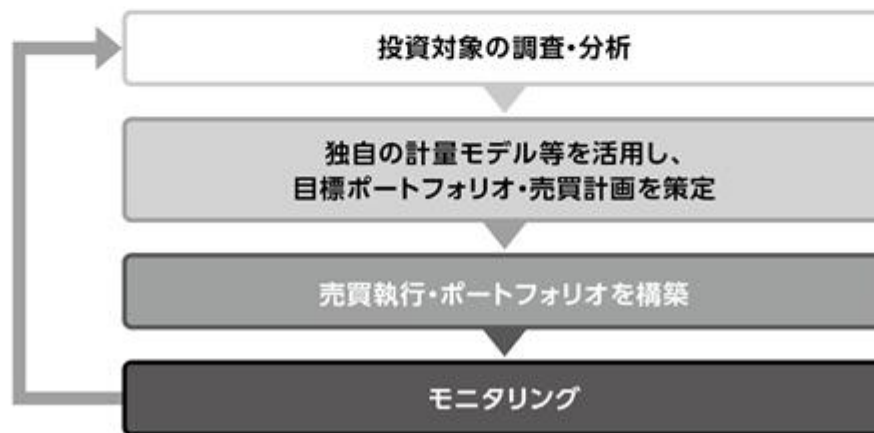 投資対象の調査・分析
独自の計量モデル等を活用し、
目標ポートフォリオ・売買計画を策定
売買執行・ポートフォリオを構築
モニタリング